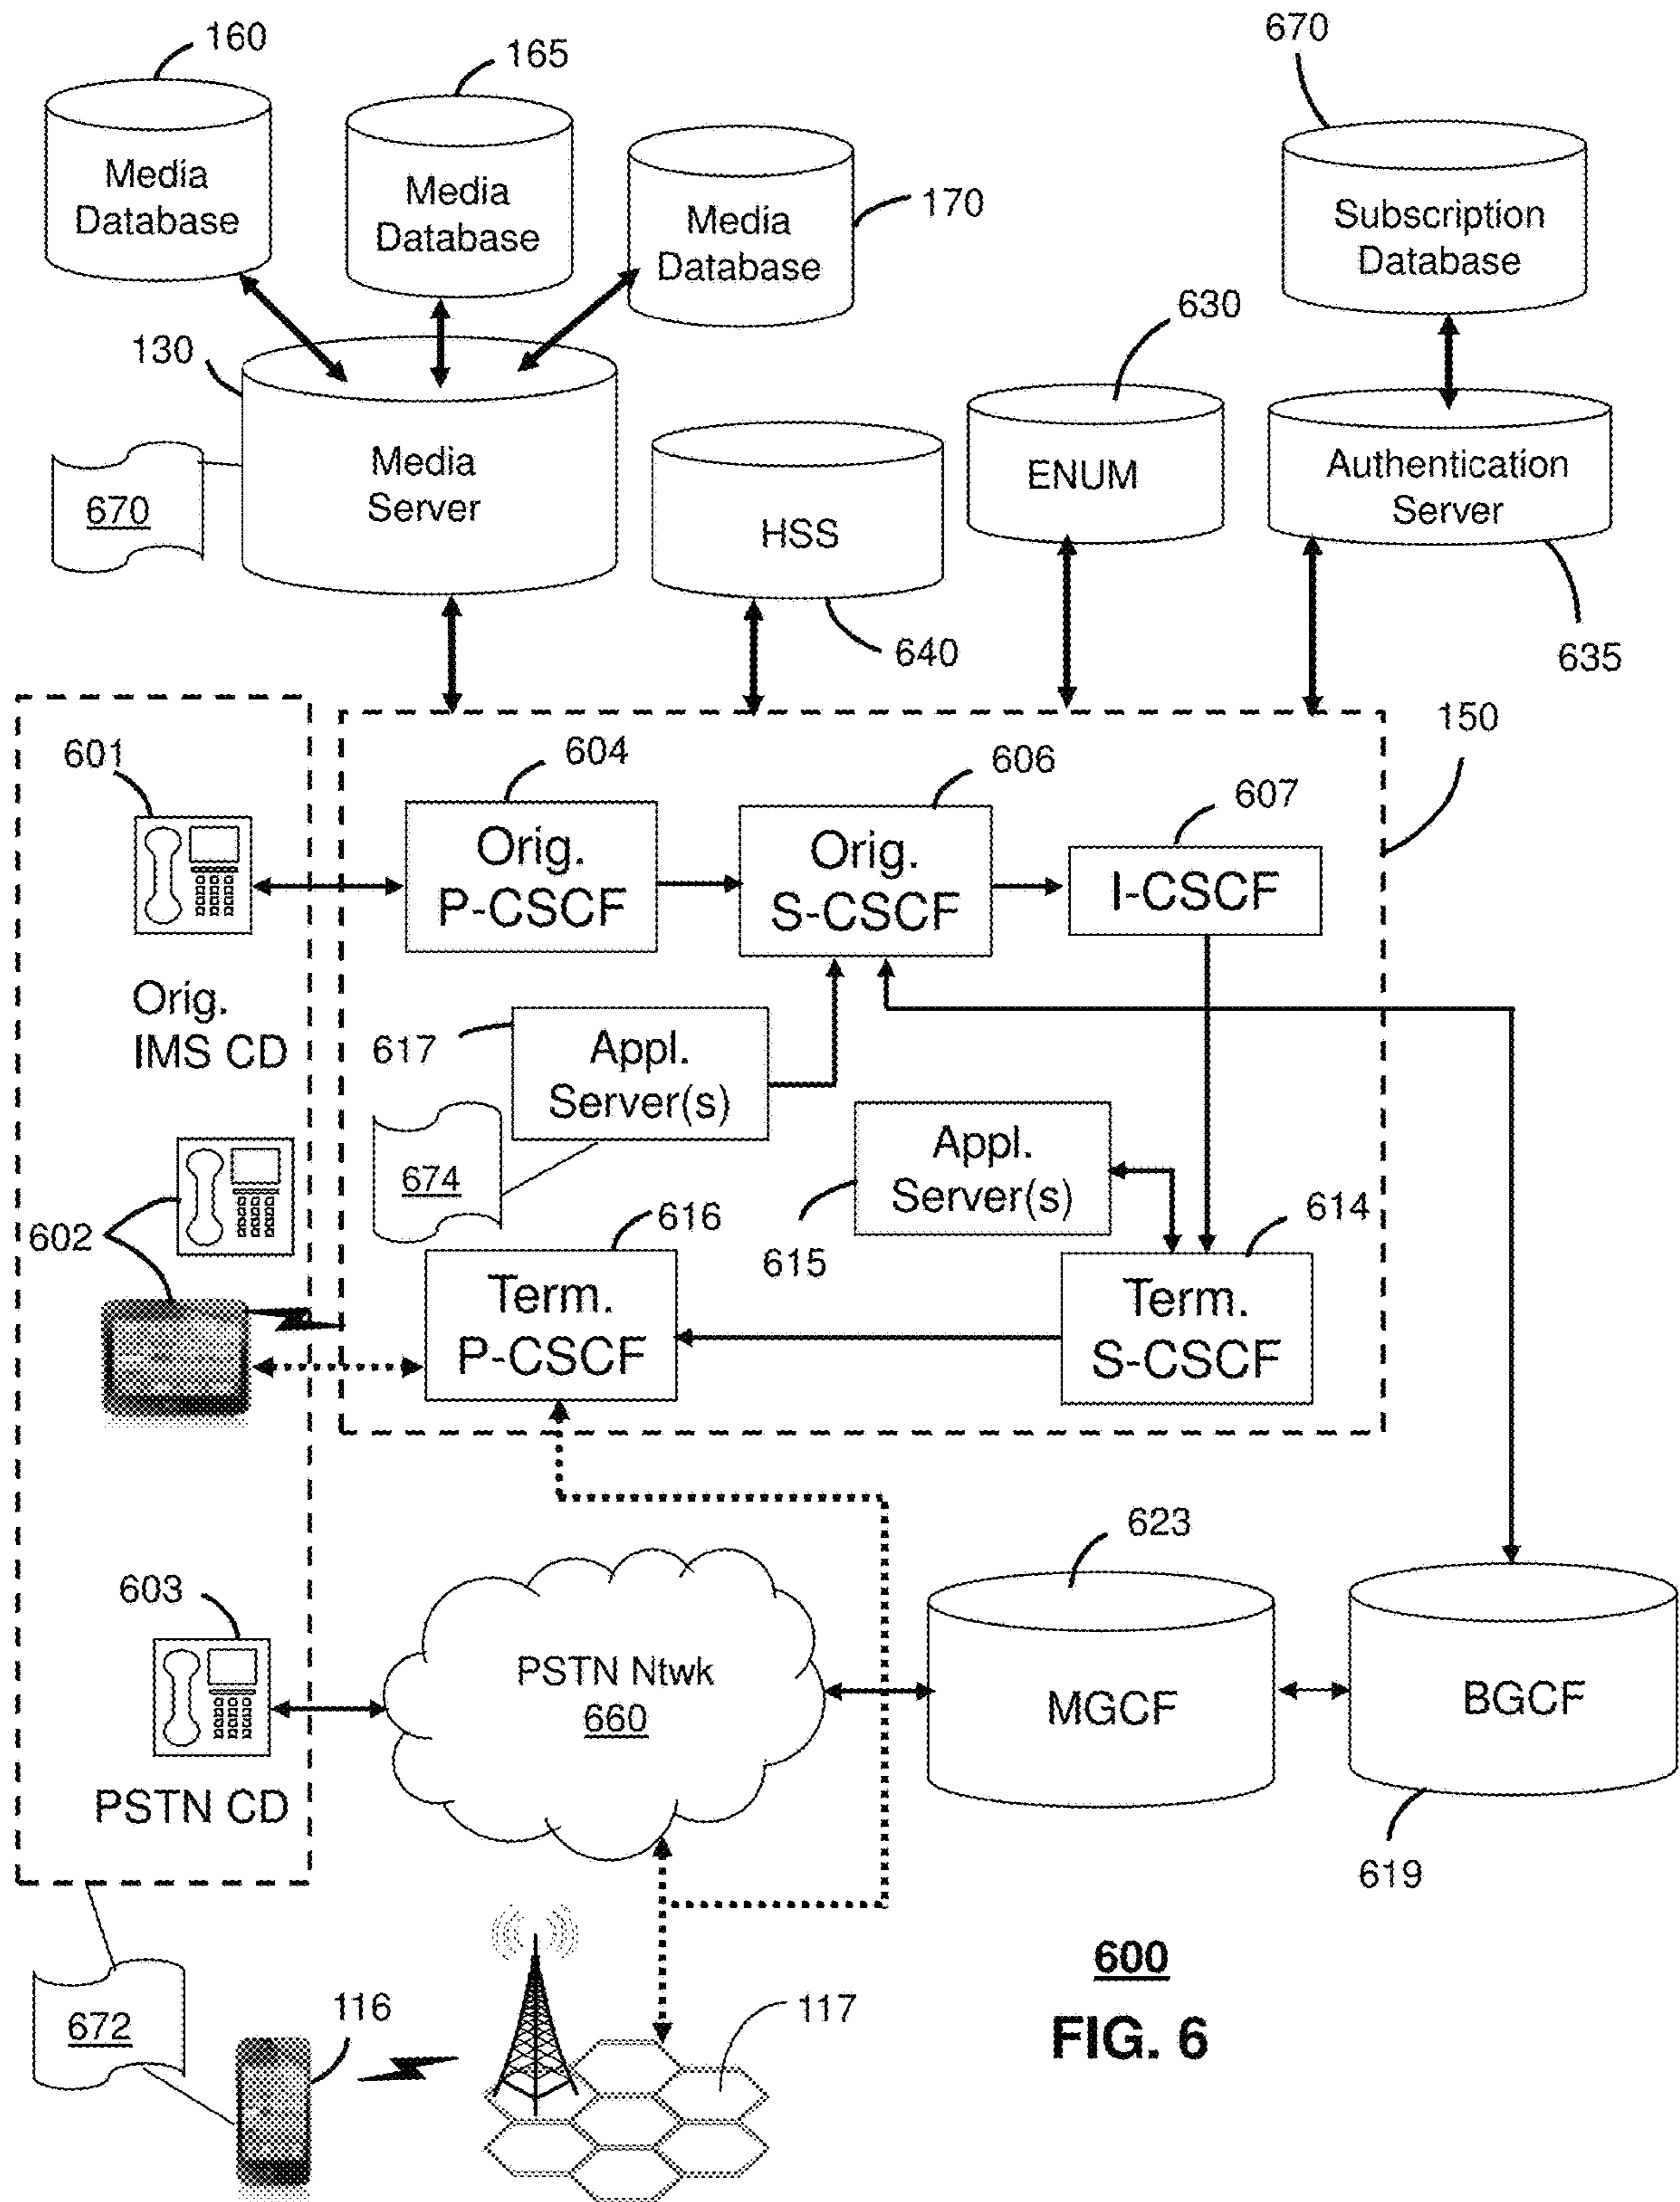 160
165
670
Media
Database
Media
Database
Media
Database
170
Subscription
Database
630
130
Media
Server
670
HSS
ENUM
Authentication
Server
640
635
150
601
604
606
607
Orig.
P-CSCF
Orig.
S-CSCF
I-CSCF
Orig.
IMS CD
617
Appl.
Server(s)
674
Appl.
Server(s)
602
616
615
614
Term.
P-CSCF
Term.
S-CSCF
623
603
PSTN Ntwk
660
MGCF
BGCF
PSTN CD
619
672
116
117
600
FIG. 6